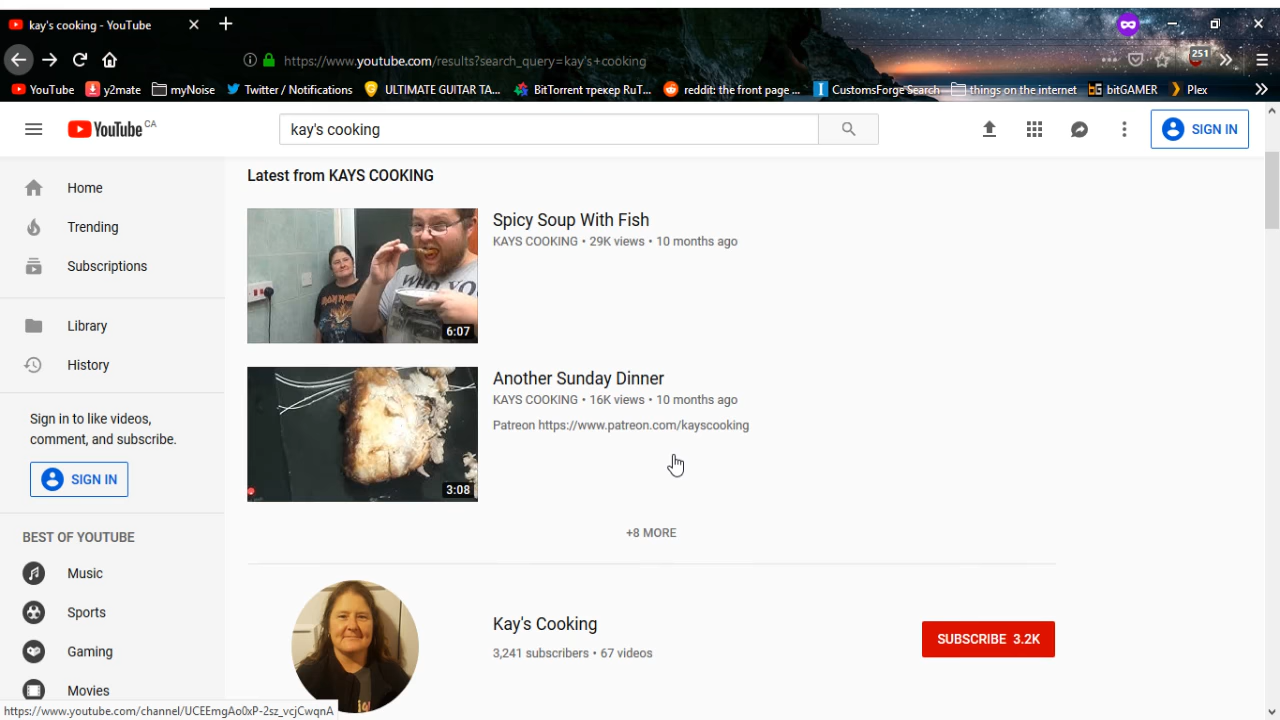 kay's cooking - YouTube
https://www.youtube.com/results?search_query=kay's+cooking
251
YouTube
y2mate
myNoise
Twitter / Notifications
ULTIMATE GUITAR TA...
BitTorrent трекер RuT...
reddit: the front page ...
CustomsForge Search
things on the internet
bitGAMER
Plex
YouTube CA
kay's cooking
SIGN IN
Home
Trending
Subscriptions
Library
History
Sign in to like videos,
comment, and subscribe.
SIGN IN
BEST OF YOUTUBE
Music
Sports
Gaming
Movies
Latest from KAYS COOKING
6:07
Spicy Soup With Fish
KAYS COOKING • 29K views • 10 months ago
3:08
Another Sunday Dinner
KAYS COOKING • 16K views • 10 months ago
Patreon https://www.patreon.com/kayscooking
+8 MORE
Kay's Cooking
3,241 subscribers • 67 videos
SUBSCRIBE 3.2K
https://www.youtube.com/channel/UCEEmgAo0xP-2sz_vcjCwqnA